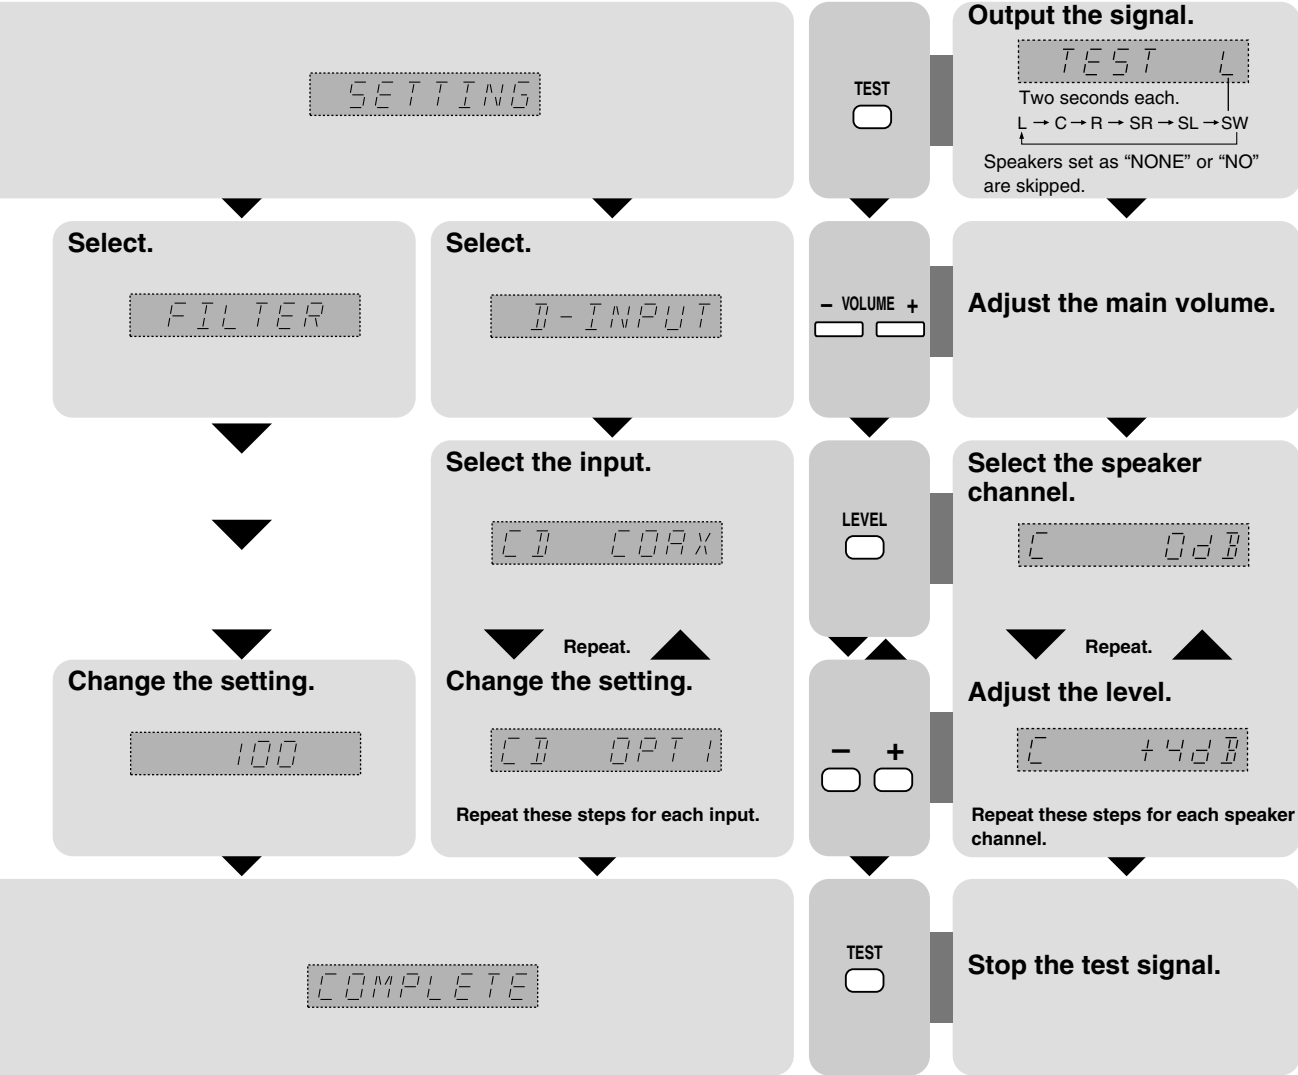 SETTING
TEST
Output the signal.
TEST L
Two seconds each.
L → C → R → SR → SL → SW
Speakers set as “NONE” or “NO”
are skipped.
Select.
FILTER
Select.
D-INPUT
– VOLUME +
Adjust the main volume.
Select the input.
CD COAX
LEVEL
Select the speaker
channel.
C 0dB
Repeat.
Repeat.
Change the setting.
100
Change the setting.
CD OPT1
Repeat these steps for each input.
– +
Adjust the level.
C +4dB
Repeat these steps for each speaker
channel.
COMPLETE
TEST
Stop the test signal.